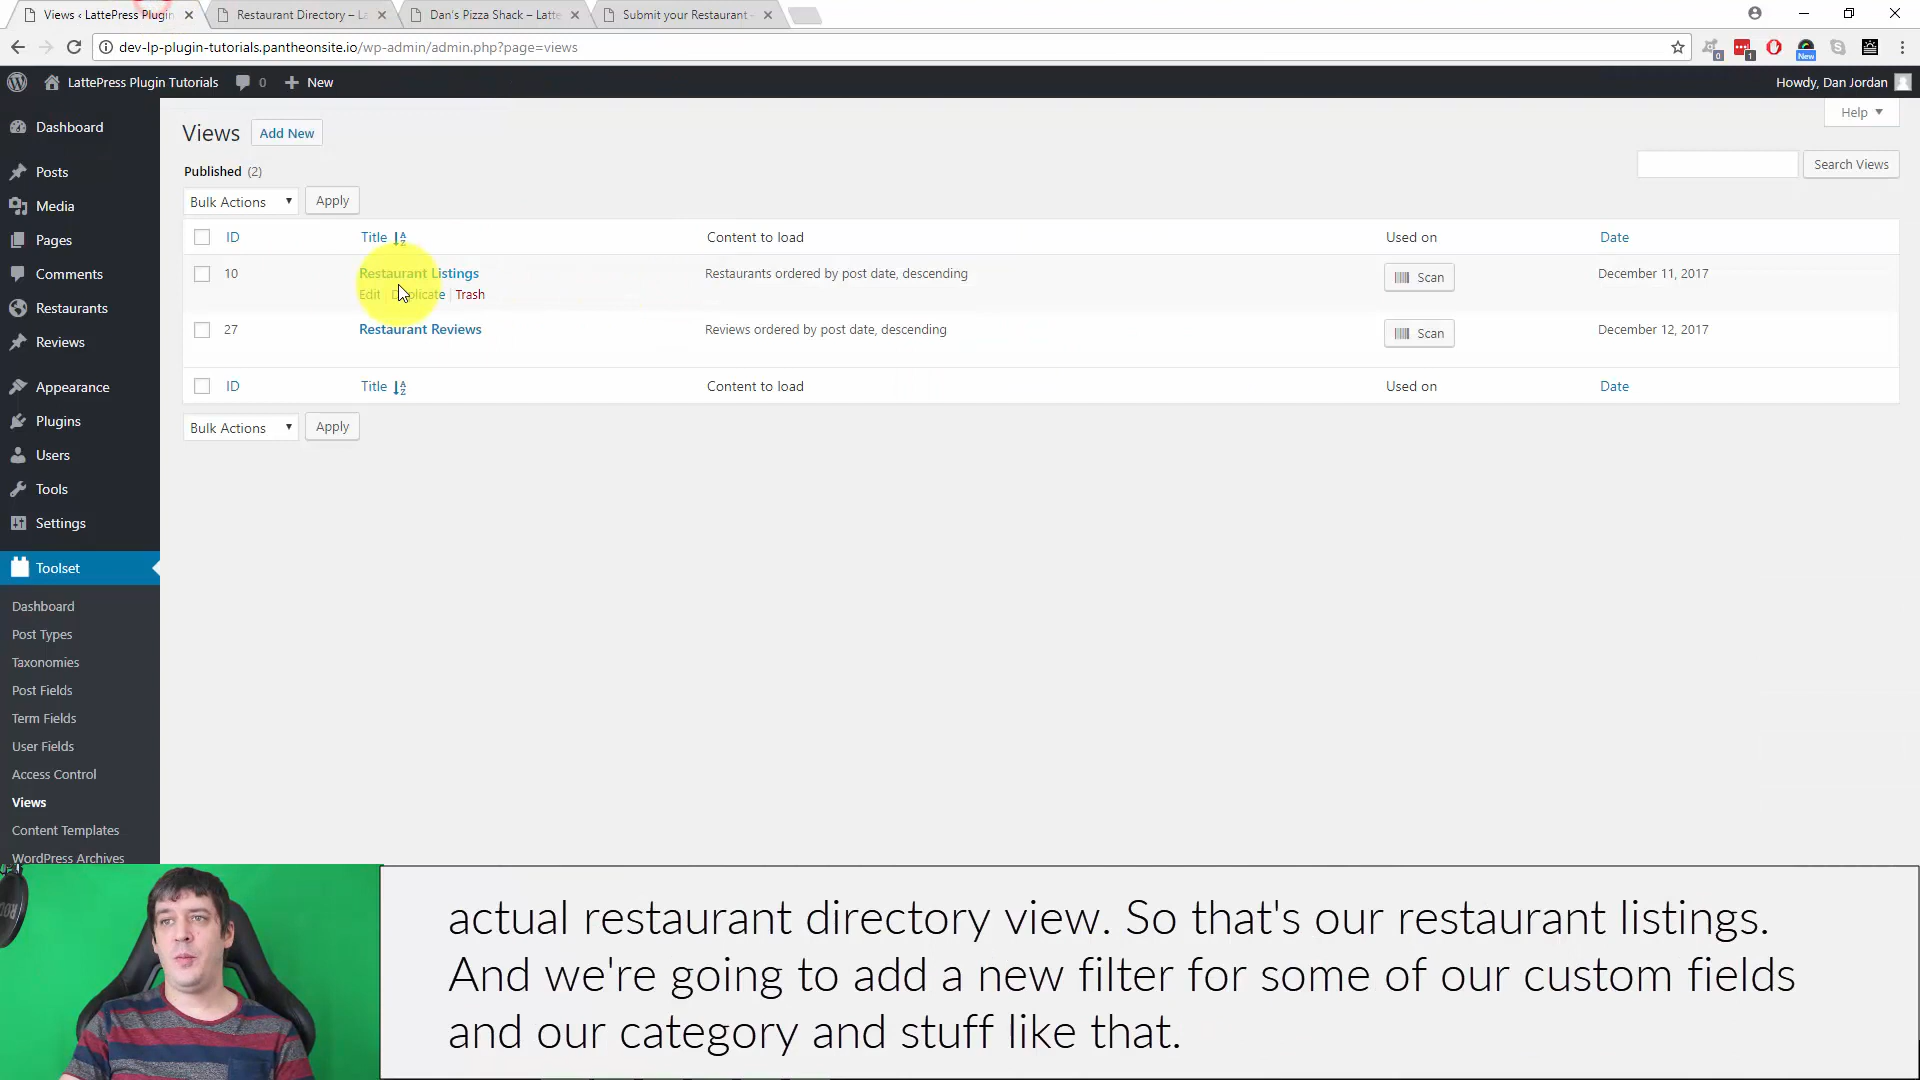 Views ‹ LattePress Plugin
Restaurant Directory – La
Dan's Pizza Shack – Latte
Submit your Restaurant –
dev-lp-plugin-tutorials.pantheonsite.io/wp-admin/admin.php?page=views
0
1
New
LattePress Plugin Tutorials
0
New
Howdy, Dan Jordan
Dashboard
Posts
Media
Pages
Comments
Restaurants
Reviews
Appearance
Plugins
Users
Tools
Settings
Toolset
Dashboard
Post Types
Taxonomies
Post Fields
Term Fields
User Fields
Access Control
Views
Content Templates
WordPress Archives
Views Add New
Help
Published (2)
Search Views
Bulk Actions Apply
ID Title Content to load Used on Date
10 Restaurant Listings Restaurants ordered by post date, descending Scan December 11, 2017
Edit | Duplicate | Trash
27 Restaurant Reviews Reviews ordered by post date, descending Scan December 12, 2017
ID Title Content to load Used on Date
Bulk Actions Apply
actual restaurant directory view. So that's our restaurant listings.
And we're going to add a new filter for some of our custom fields
and our category and stuff like that.